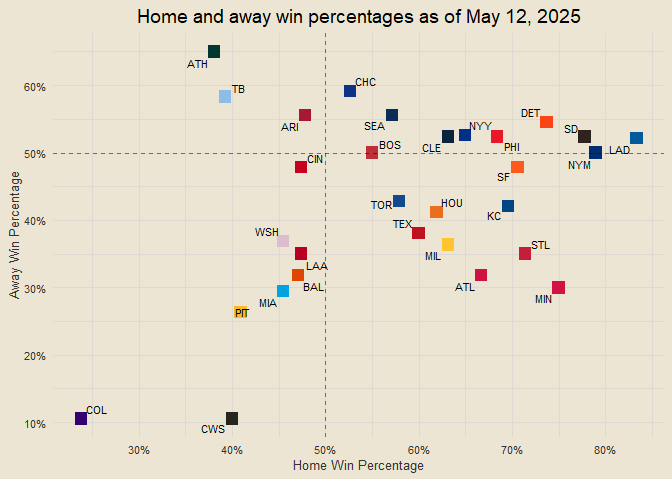 Home and away win percentages as of May 12, 2025
ATH
TB
CHC
60%
ARI
SEA
DET
NYY
SD
CLE
PHI
LAD
BOS
50%
CIN
NYM
SF
TOR
HOU
KC
40%
TEX
WSH
MIL
STL
LAA
BAL
ATL
MIN
30%
MIA
PIT
20%
COL
CWS
10%
Away Win Percentage
30%
40%
50%
60%
70%
80%
Home Win Percentage